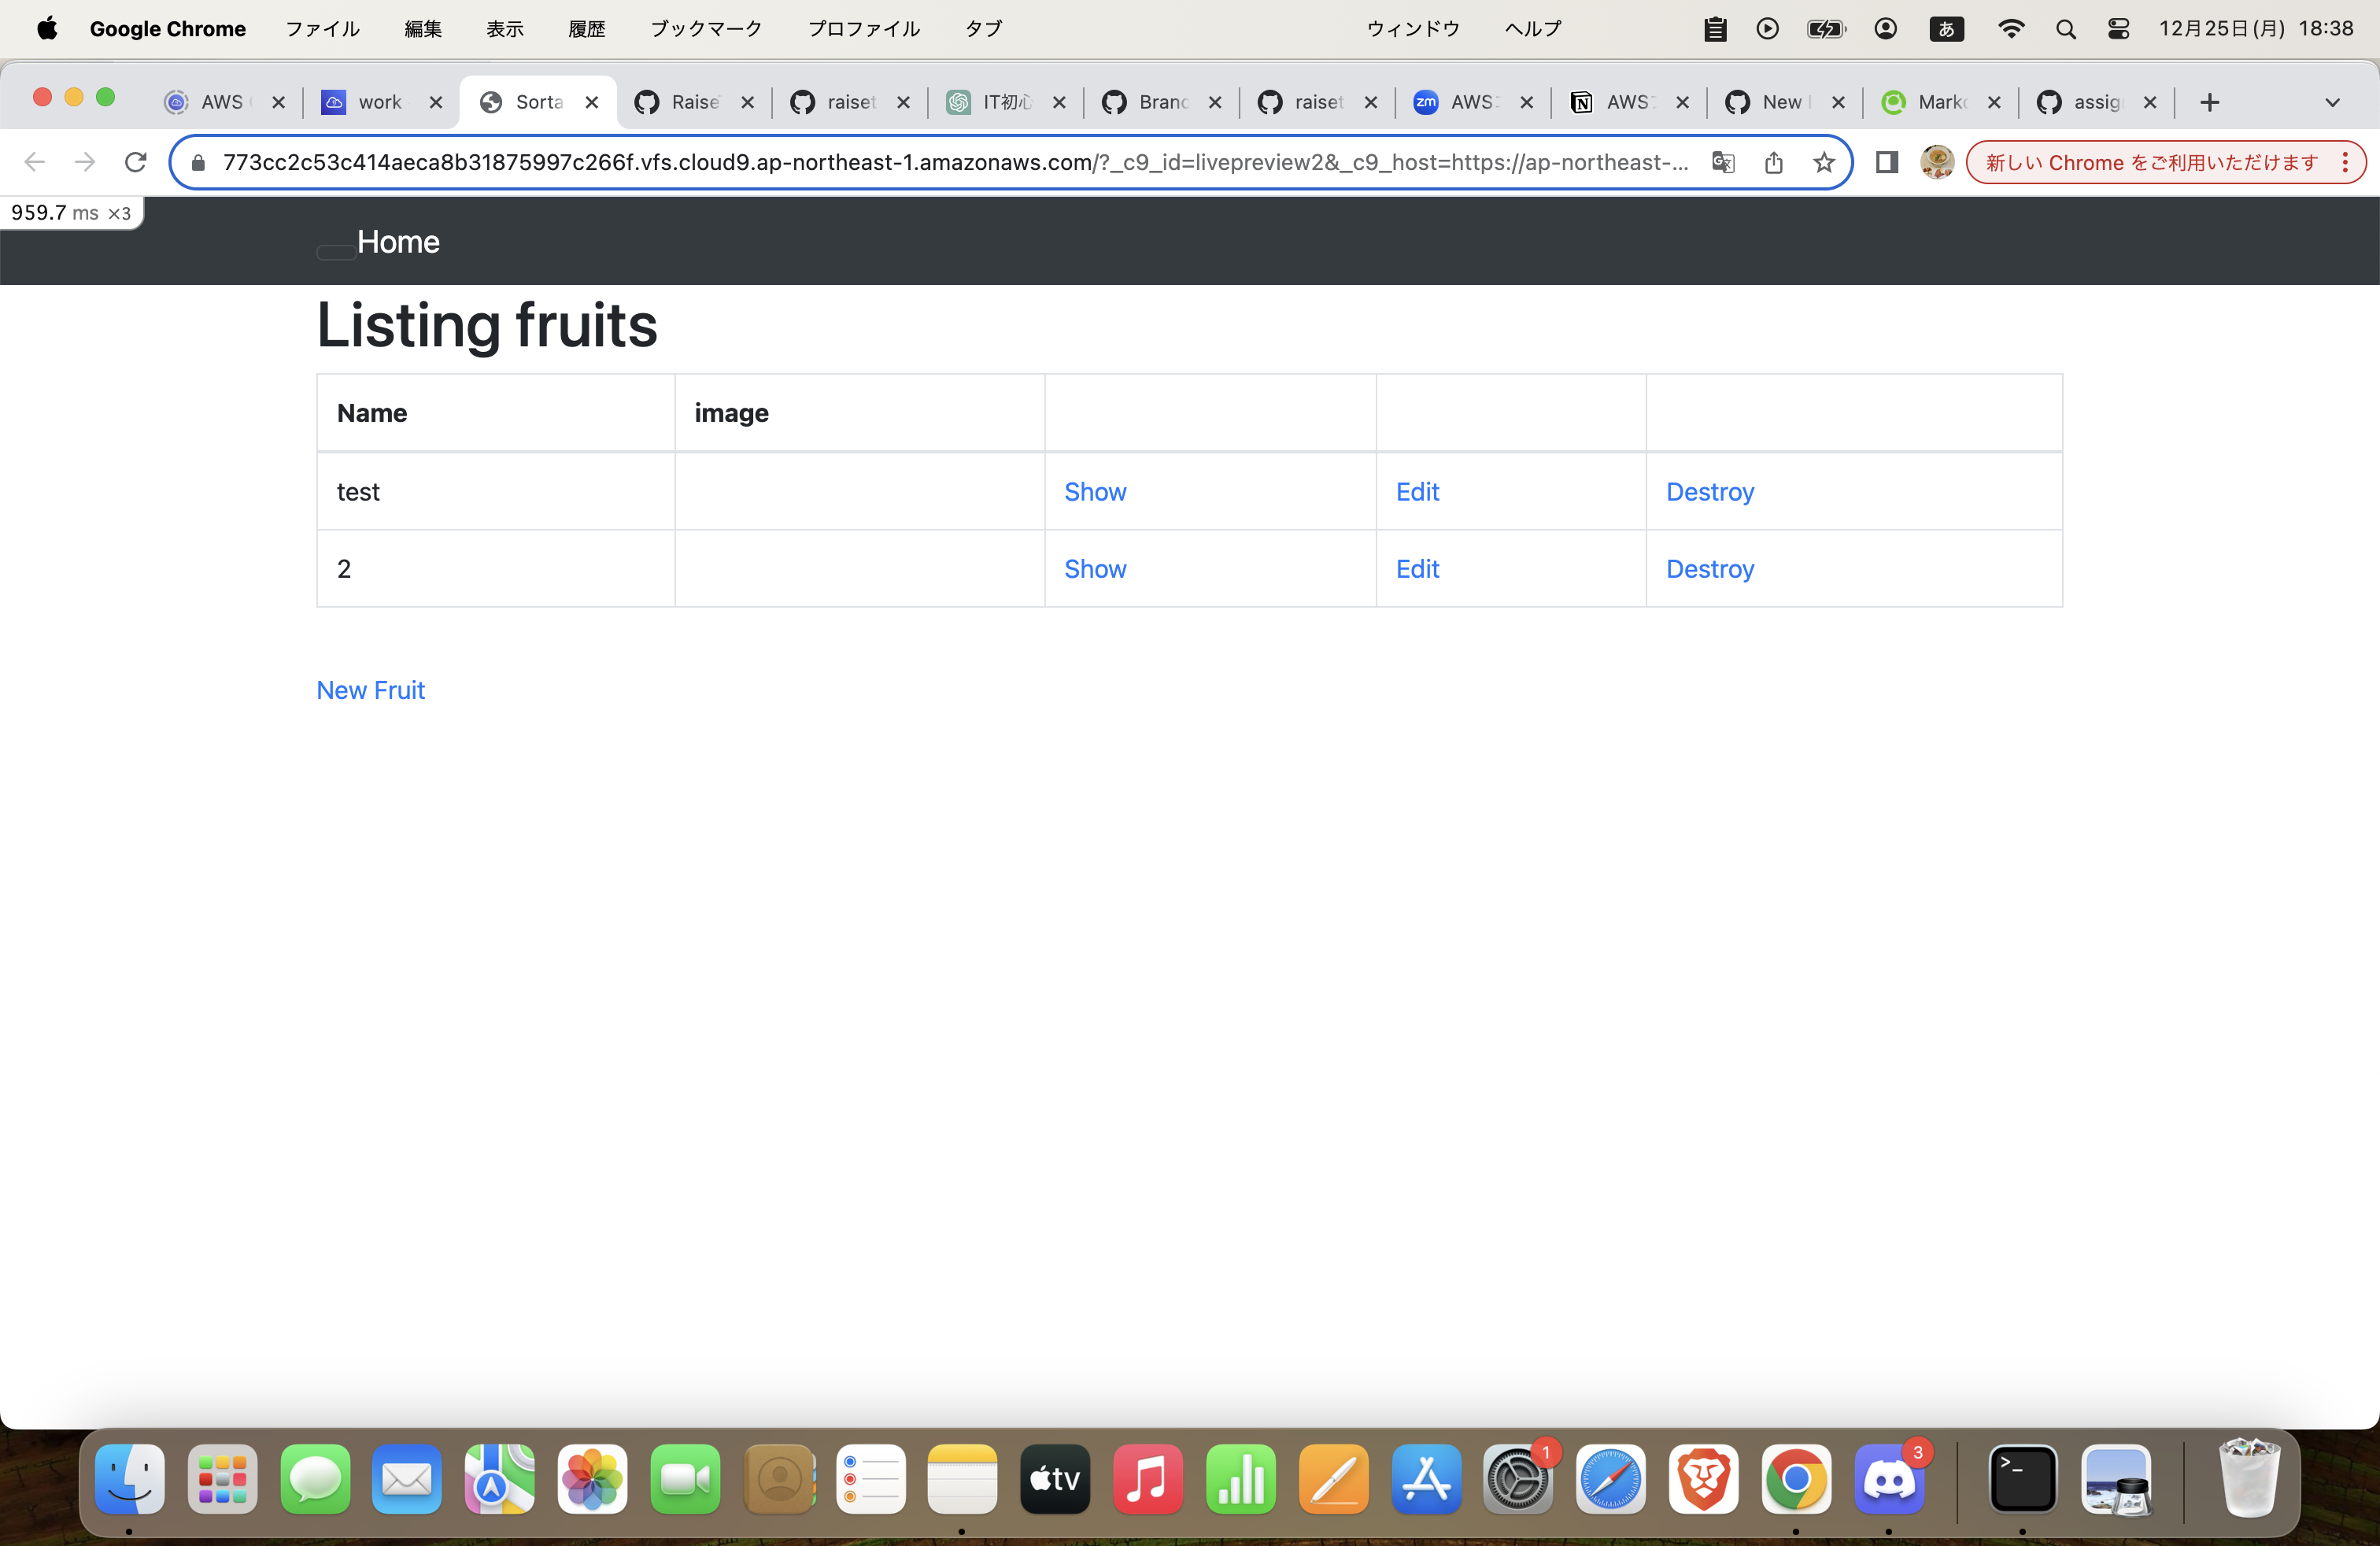 Google Chrome ファイル 編集 表示 履歴 ブックマーク プロファイル タブ ウィンドウ ヘルプ あ 12月25日(月) 18:38
AWS work Sorta Raise raiset IT初心 Branc raiset zm AWS N AWS New Mark assig
773cc2c53c414aeca8b31875997c266f.vfs.cloud9.ap-northeast-1.amazonaws.com/?_c9_id=livepreview2&_c9_host=https://ap-northeast-... 新しい Chrome をご利用いただけます
959.7 ms ×3
Home
Listing fruits
Name image
test Show Edit Destroy
2 Show Edit Destroy
New Fruit
tv 1 3 >_